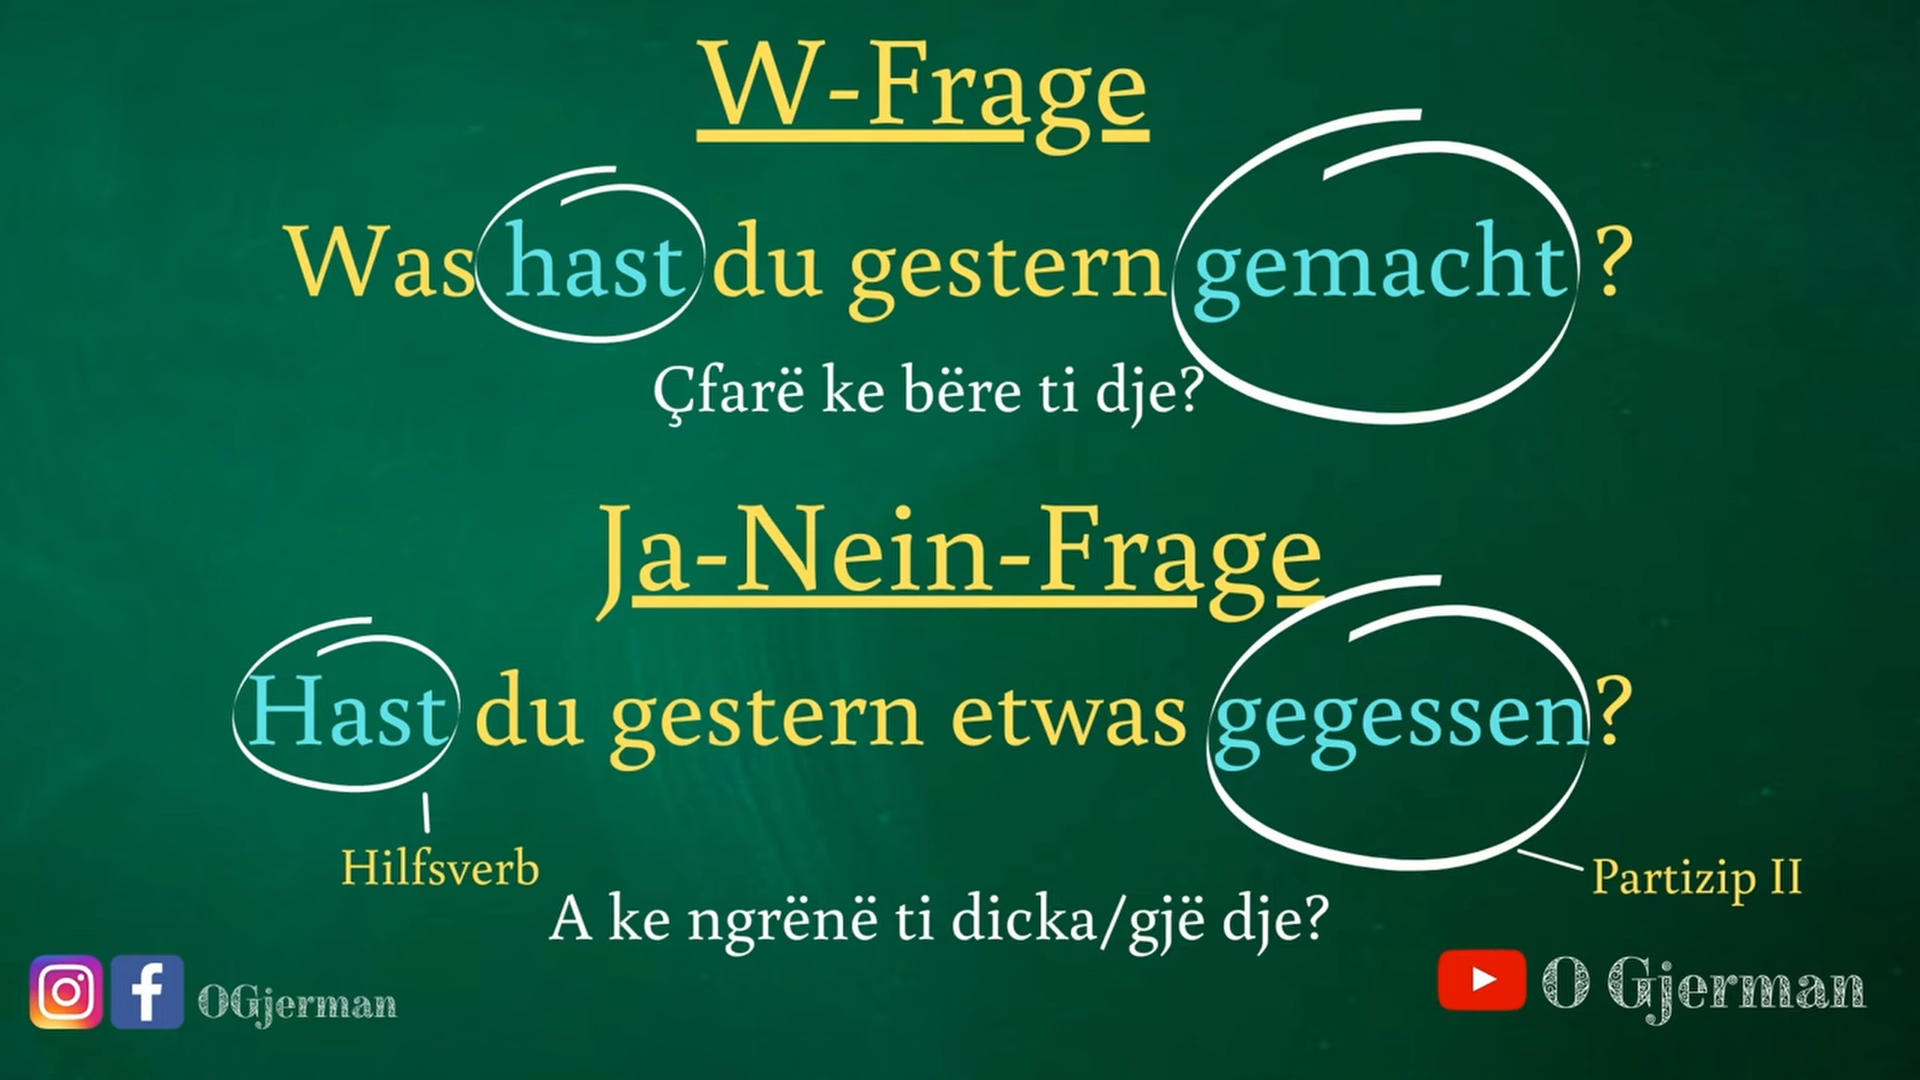 W-Frage
Was hast du gestern gemacht ?
Çfarë ke bëre ti dje?
Ja-Nein-Frage
Hast du gestern etwas gegessen?
Hilfsverb
Partizip II
A ke ngrënë ti dicka/gjë dje?
OGjerman
O Gjerman